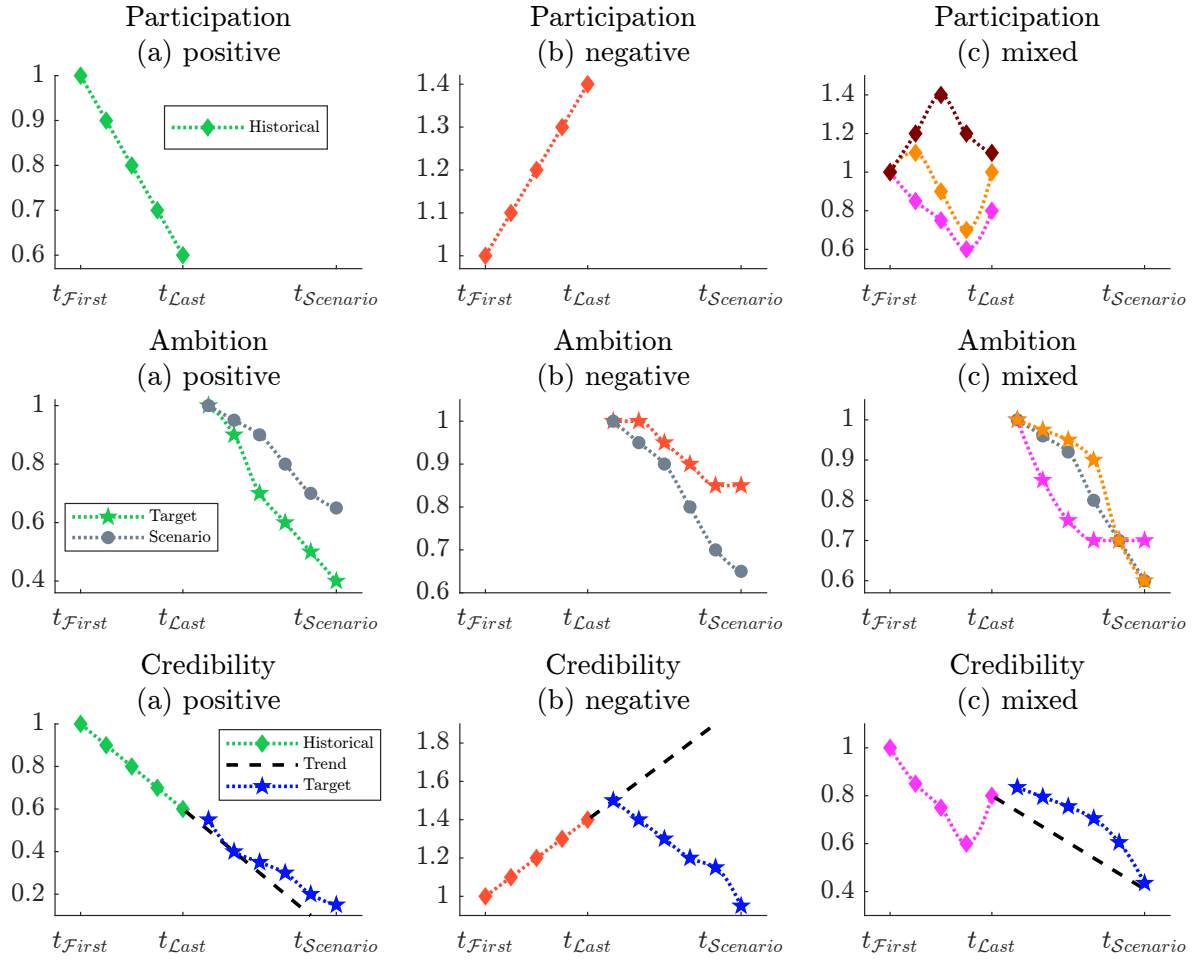 Participation
(a) positive
1
0.9
0.8
0.7
0.6
Historical
t_First
t_Last
t_Scenario
Participation
(b) negative
1.4
1.3
1.2
1.1
1
t_First
t_Last
t_Scenario
Participation
(c) mixed
1.4
1.2
1
0.8
0.6
t_First
t_Last
t_Scenario
Ambition
(a) positive
1
0.8
0.6
0.4
Target
Scenario
t_First
t_Last
t_Scenario
Ambition
(b) negative
1
0.9
0.8
0.7
0.6
t_First
t_Last
t_Scenario
Ambition
(c) mixed
1
0.9
0.8
0.7
0.6
t_First
t_Last
t_Scenario
Credibility
(a) positive
1
0.8
0.6
0.4
0.2
Historical
Trend
Target
t_First
t_Last
t_Scenario
Credibility
(b) negative
1.8
1.6
1.4
1.2
1
t_First
t_Last
t_Scenario
Credibility
(c) mixed
1
0.8
0.6
0.4
t_First
t_Last
t_Scenario